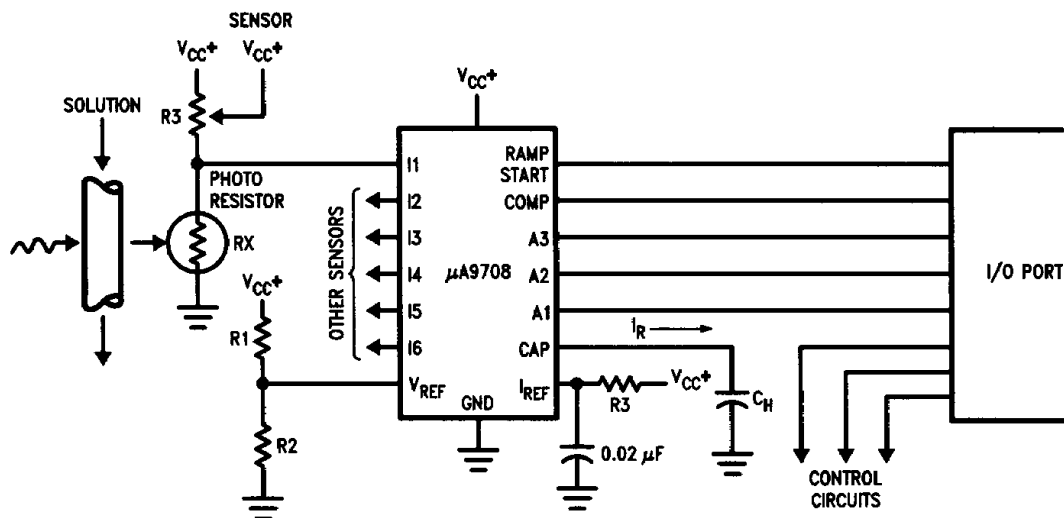 SENSOR
VCC+
VCC+
SOLUTION
R3
PHOTO
RESISTOR
RX
VCC+
R1
R2
OTHER SENSORS
VCC+
I1
I2
I3
I4
I5
I6
VREF
μA9708
GND
RAMP
START
COMP
A3
A2
A1
CAP
IREF
iR
R3
VCC+
CH
0.02 μF
I/O PORT
CONTROL
CIRCUITS